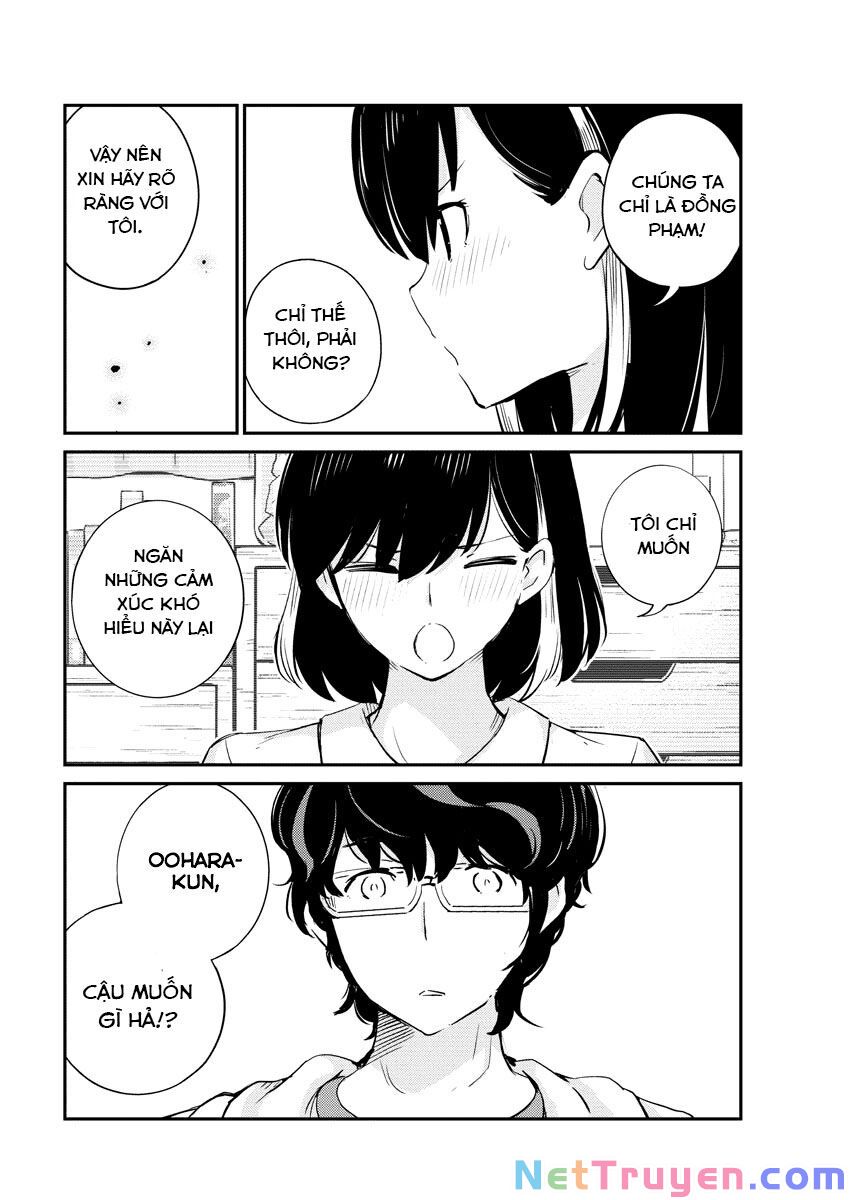 CHÚNG TA
CHỈ LÀ ĐỒNG
PHẠM!
CHỈ THẾ
THÔI, PHẢI
KHÔNG?
VẬY NÊN
XIN HÃY RÕ
RÀNG VỚI
TÔI.
TÔI CHỈ
MUỐN
NGĂN
NHỮNG CẢM
XÚC KHÓ
HIỂU NÀY LẠI
OOHARA-
KUN,
CẬU MUỐN
GÌ HẢ!?
NetTruyen.com